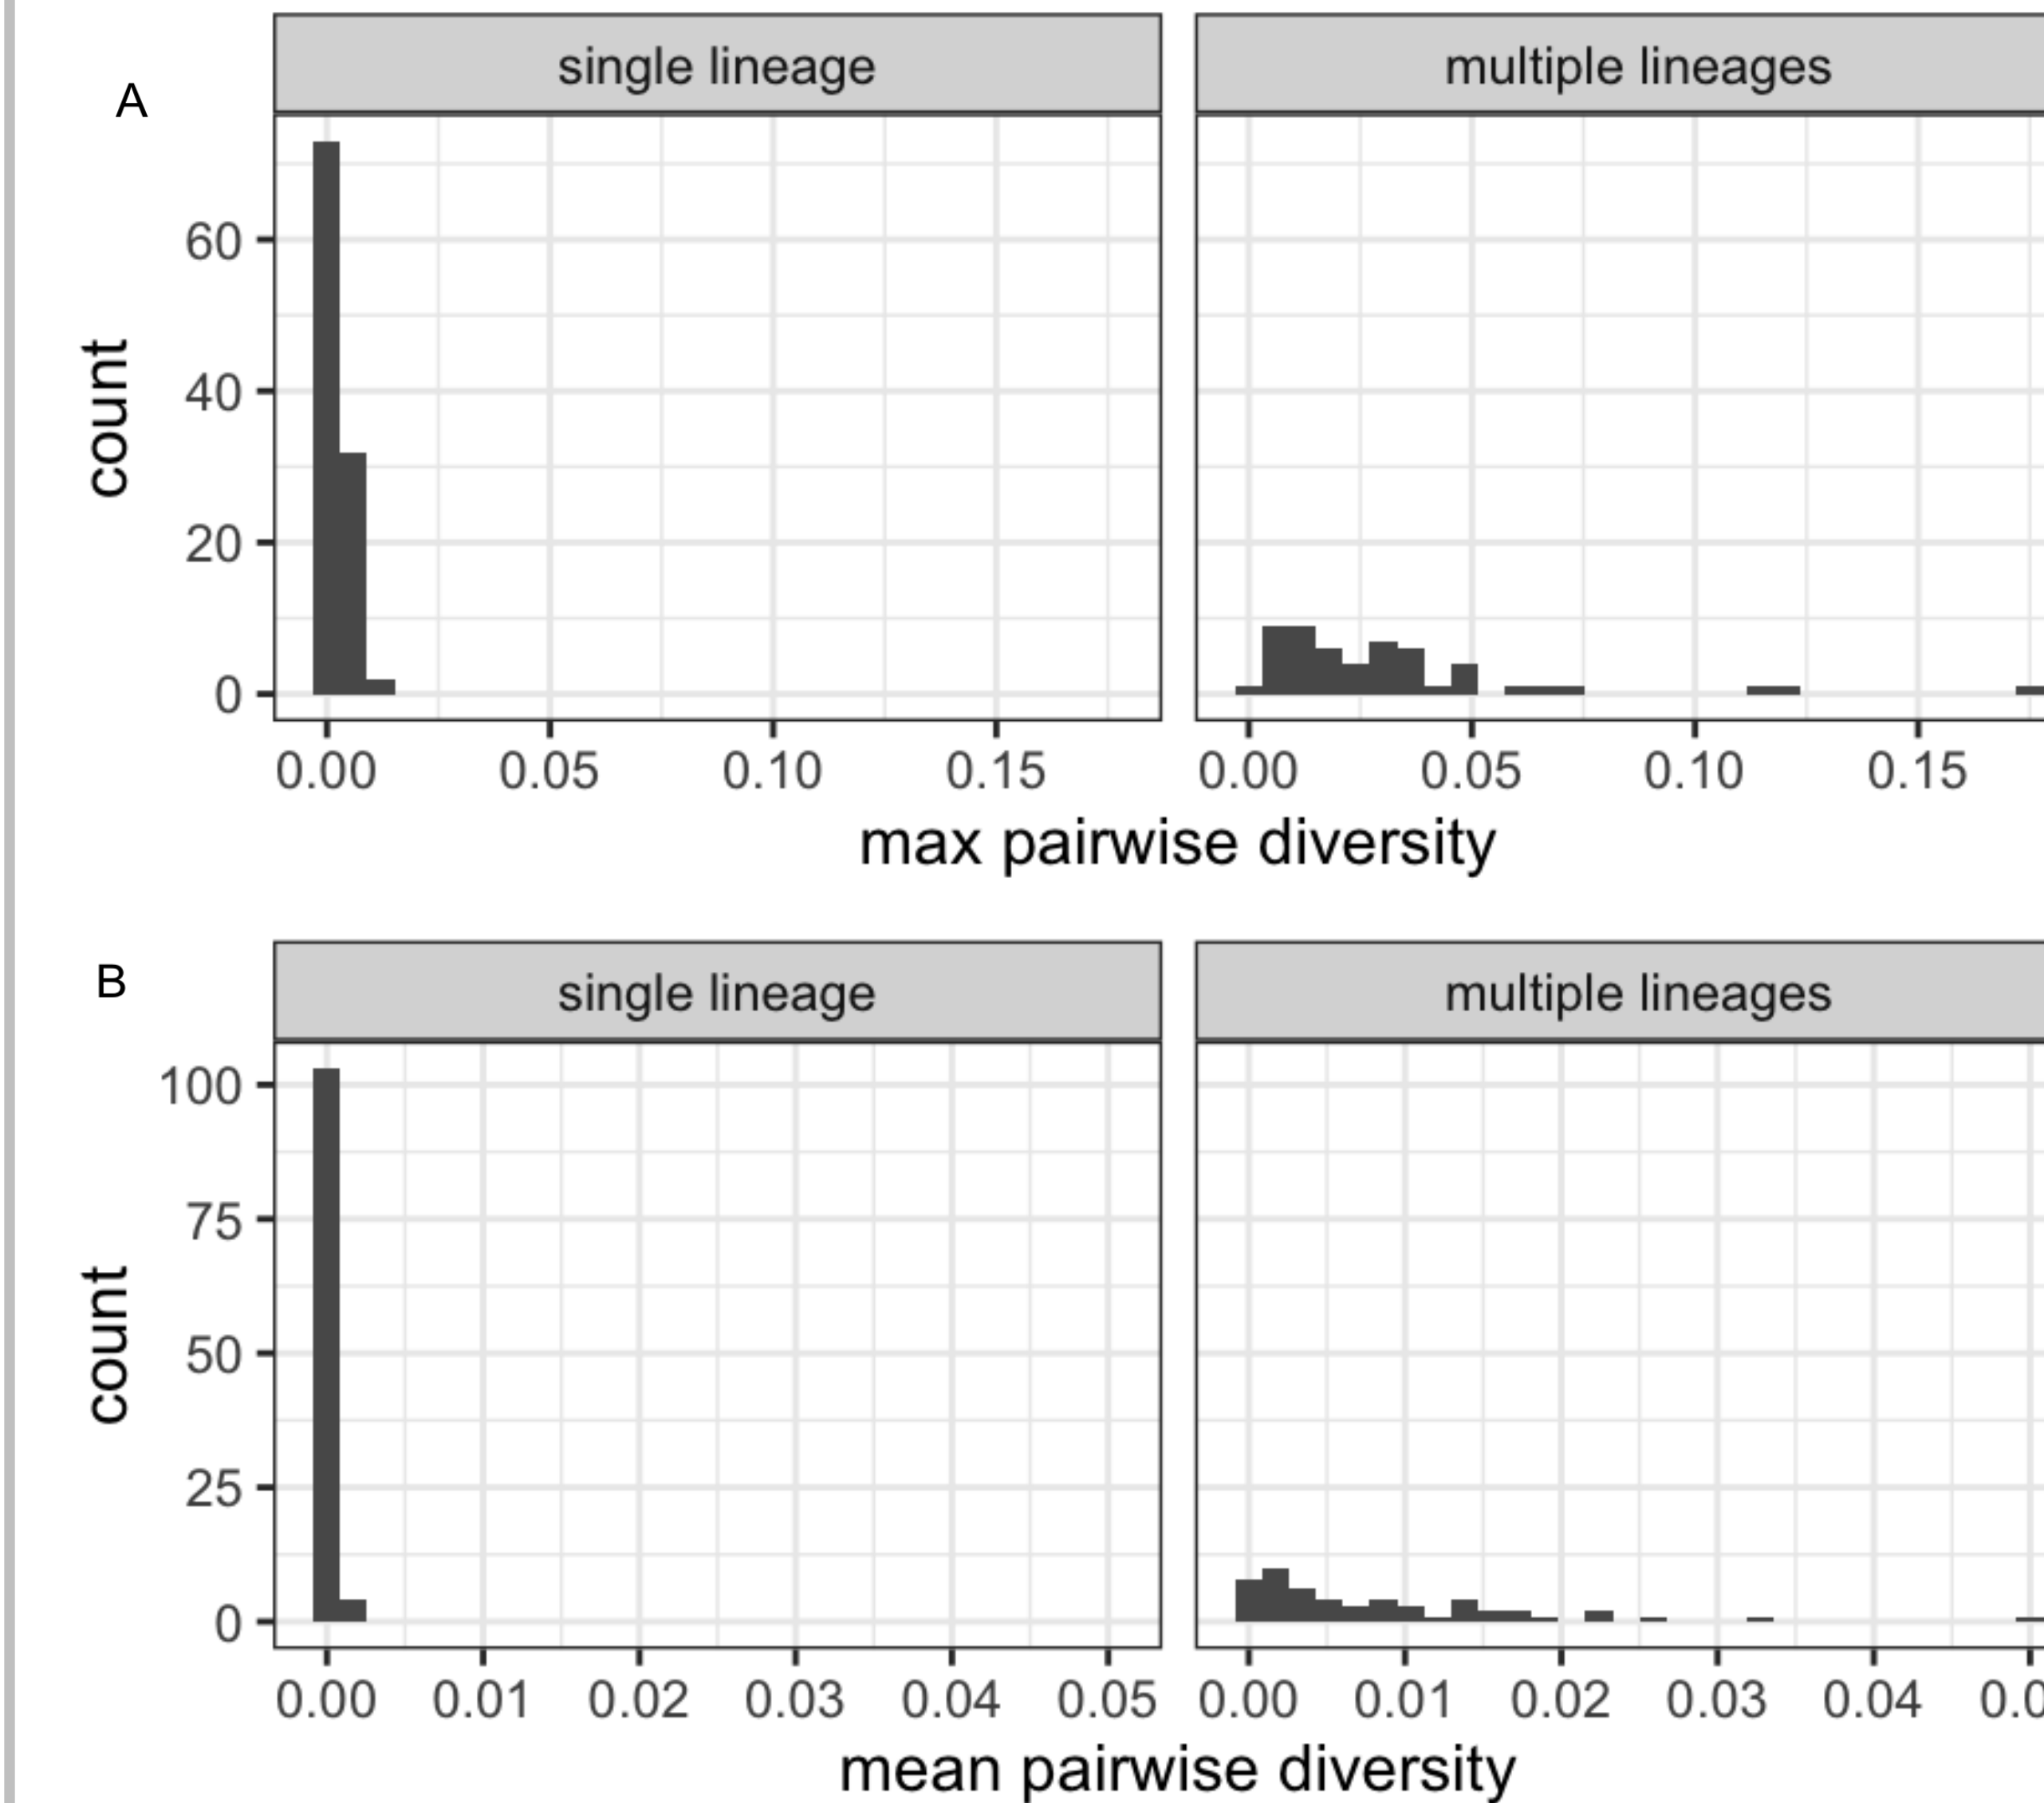 A
single lineage multiple lineages
60
40
20
0
count
0.00 0.05 0.10 0.15 0.00 0.05 0.10 0.15
max pairwise diversity
B
single lineage multiple lineages
100
75
50
25
0
count
0.00 0.01 0.02 0.03 0.04 0.05 0.00 0.01 0.02 0.03 0.04 0.0
mean pairwise diversity